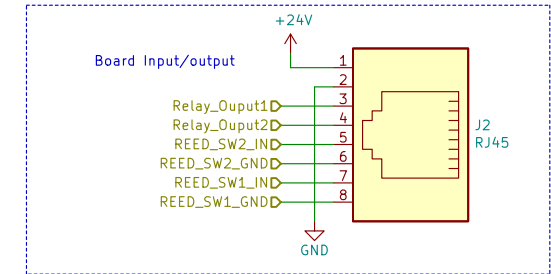 +24V
Board Input/output
1
2
Relay_Ouput1 3
Relay_Ouput2 4
REED_SW2_IN 5
REED_SW2_GND 6
REED_SW1_IN 7
REED_SW1_GND 8
J2
RJ45
GND